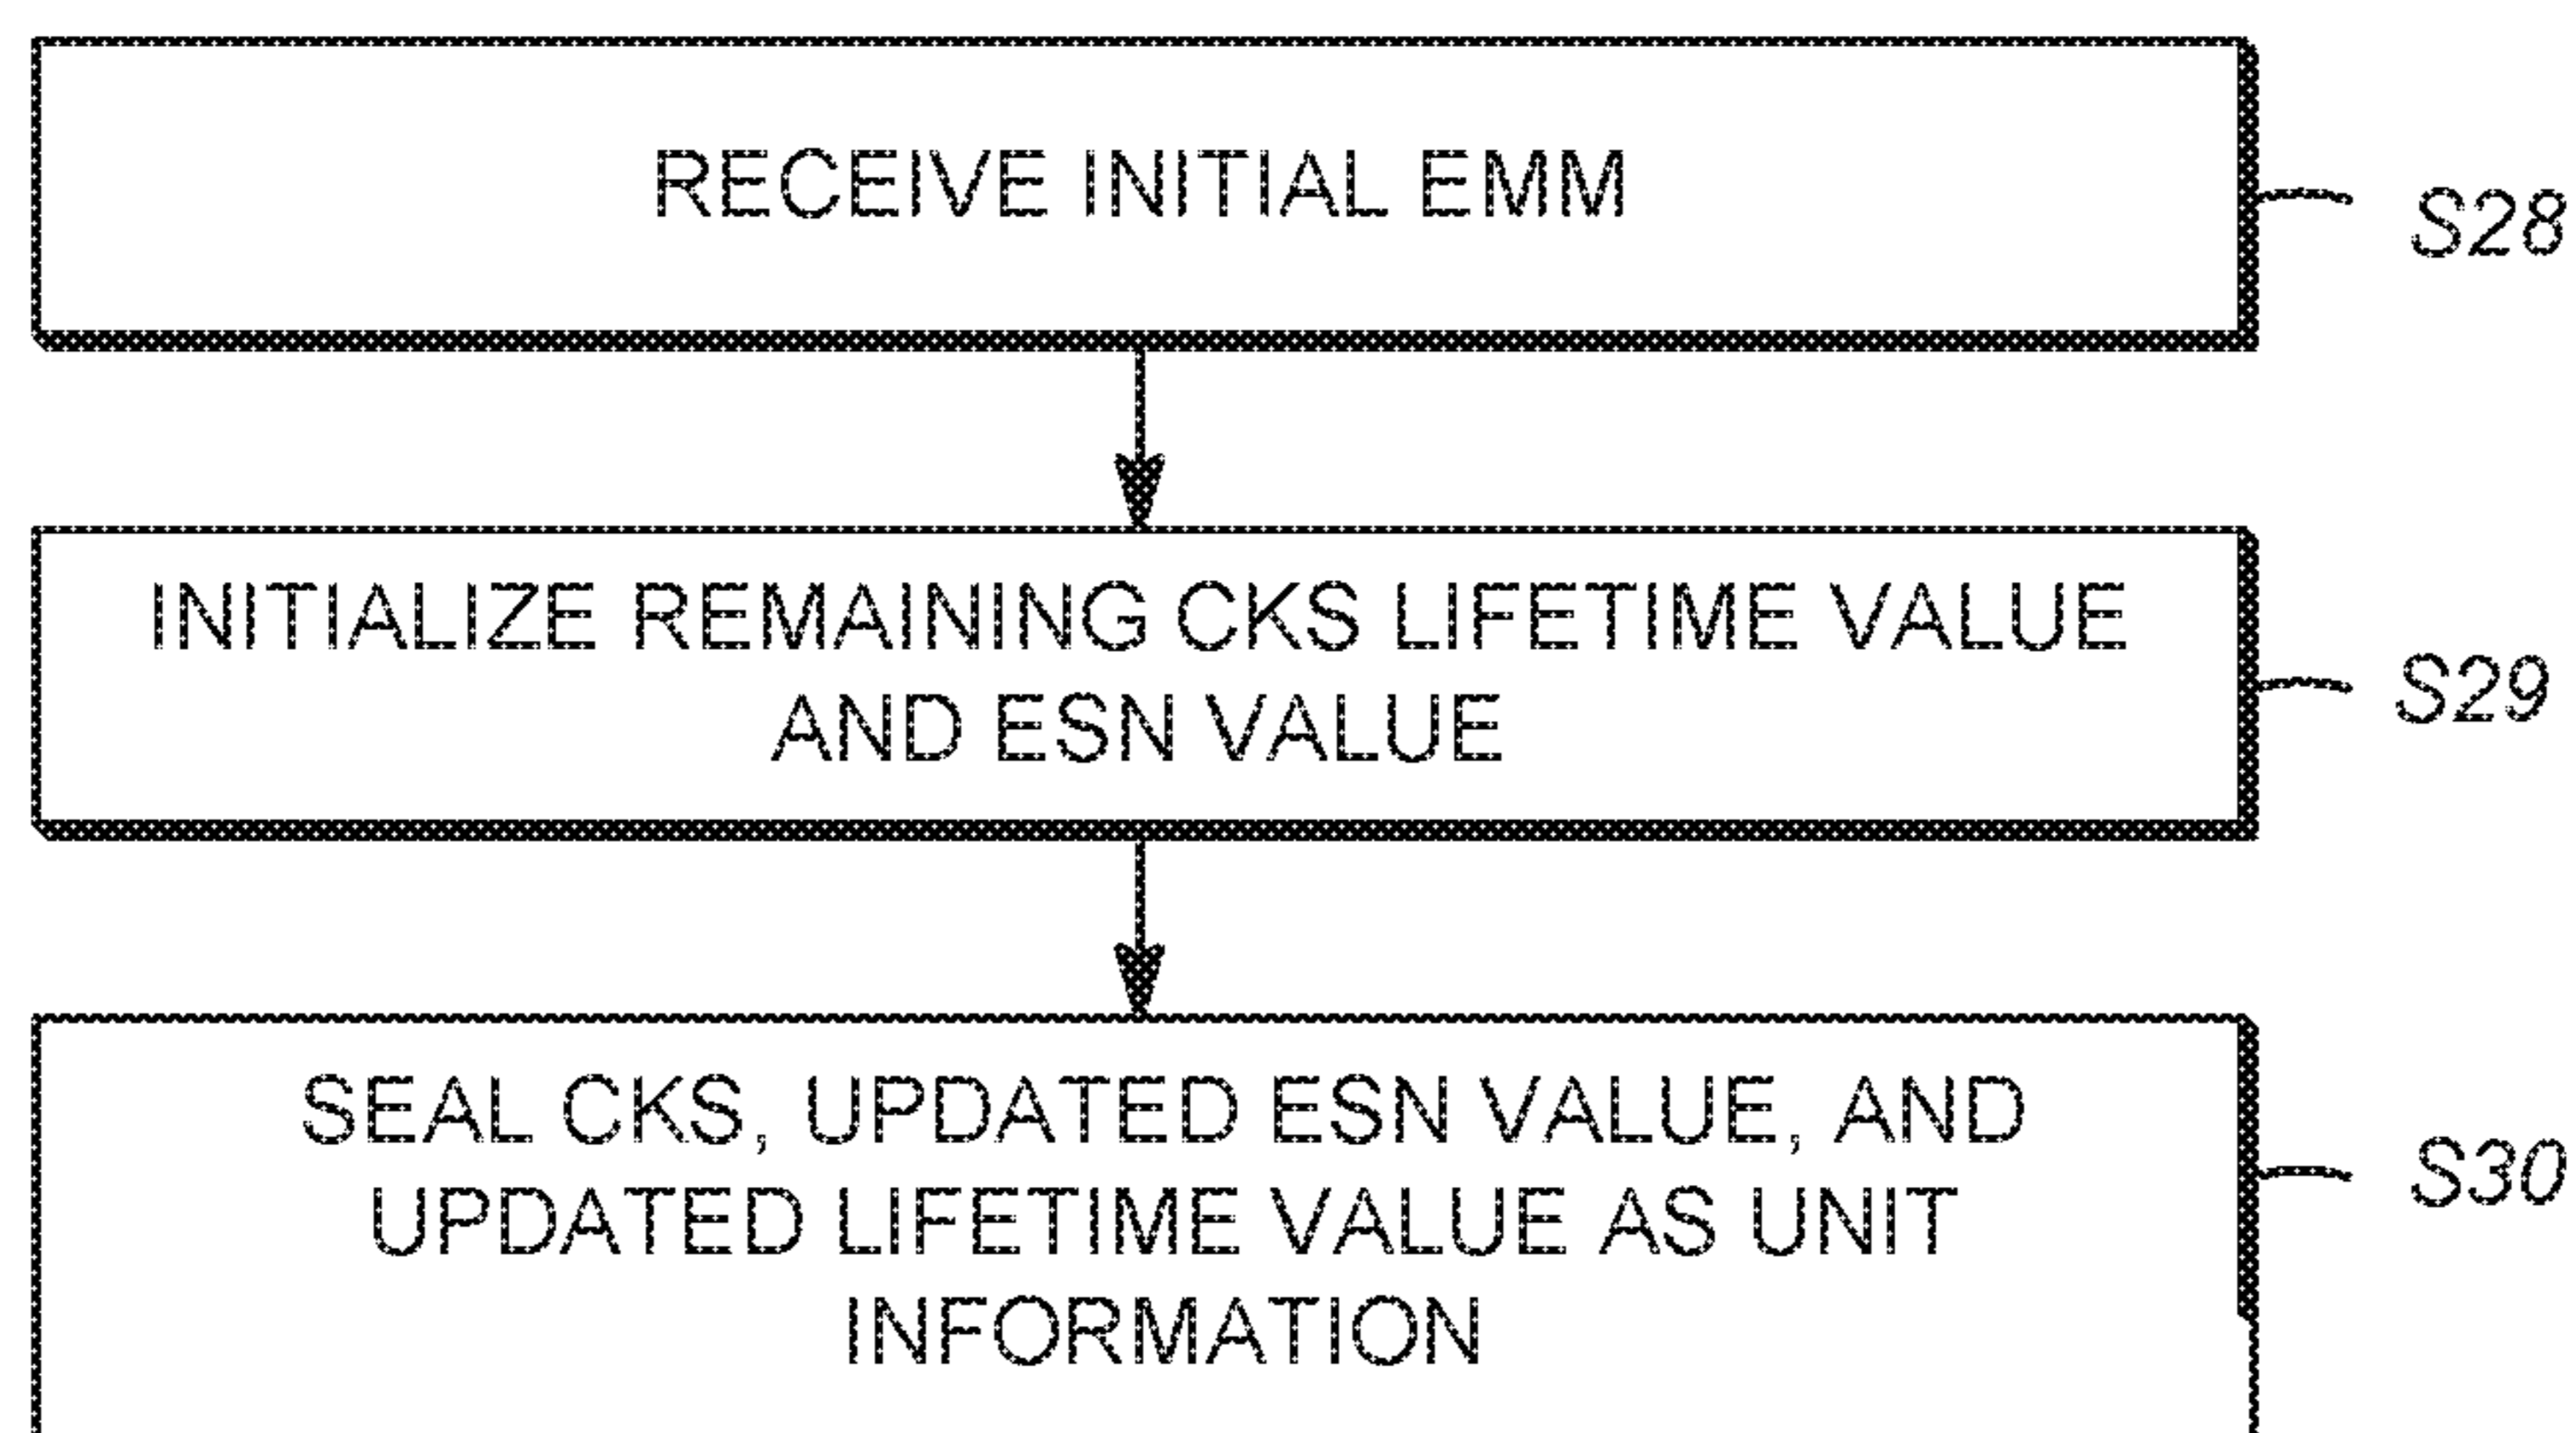 RECEIVE INITIAL EMM
S28
INITIALIZE REMAINING CKS LIFETIME VALUE
AND ESN VALUE
S29
SEAL CKS, UPDATED ESN VALUE, AND
UPDATED LIFETIME VALUE AS UNIT
INFORMATION
S30